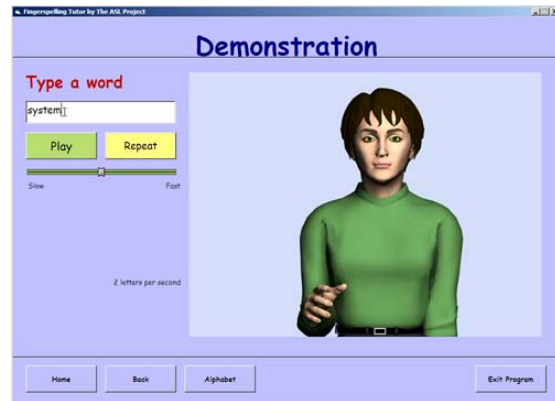 Fingerspelling Tutor by The ASL Project
Demonstration
Type a word
system
Play
Repeat
Slow
Fast
2 letters per second
Home
Back
Alphabet
Exit Program